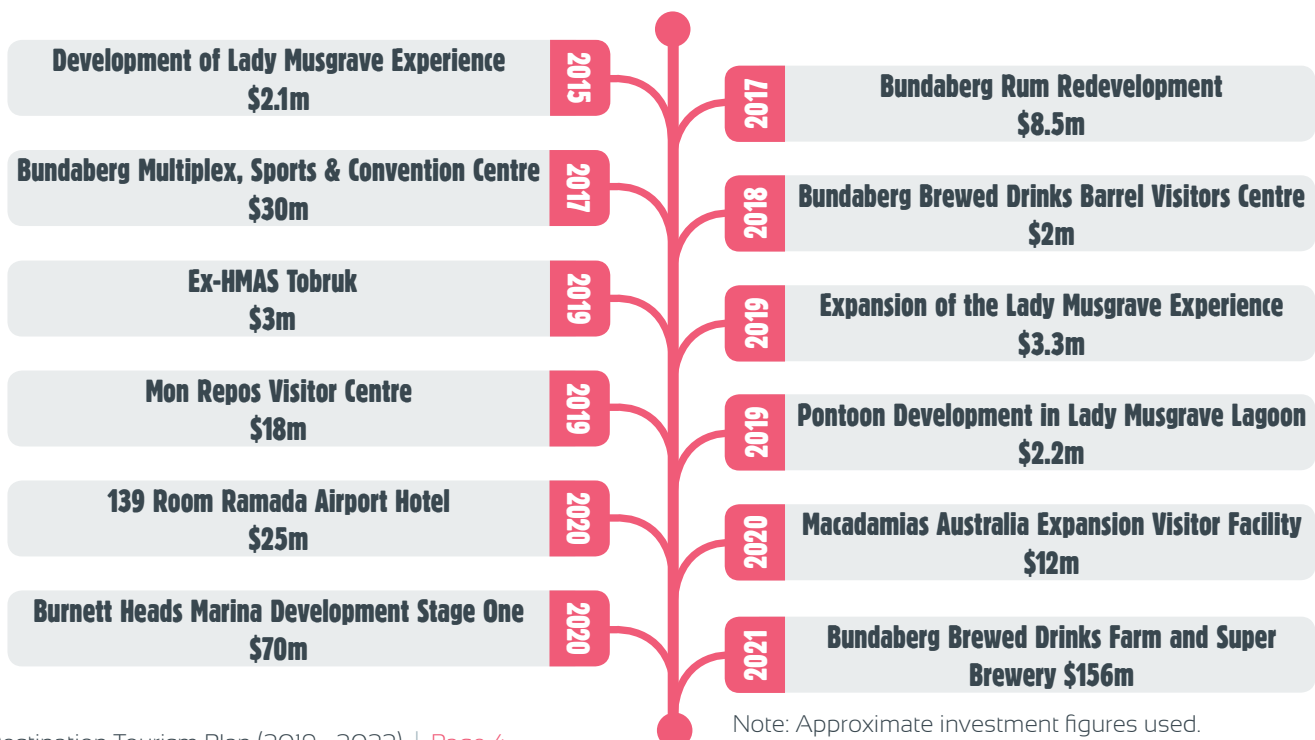 Development of Lady Musgrave Experience
$2.1m
2015
Bundaberg Rum Redevelopment
$8.5m
2017
Bundaberg Multiplex, Sports & Convention Centre
$30m
2017
Bundaberg Brewed Drinks Barrel Visitors Centre
$2m
2018
Ex-HMAS Tobruk
$3m
2019
Expansion of the Lady Musgrave Experience
$3.3m
2019
Mon Repos Visitor Centre
$18m
2019
Pontoon Development in Lady Musgrave Lagoon
$2.2m
2019
139 Room Ramada Airport Hotel
$25m
2020
Macadamias Australia Expansion Visitor Facility
$12m
2020
Burnett Heads Marina Development Stage One
$70m
2020
Bundaberg Brewed Drinks Farm and Super
Brewery $156m
2021
Note: Approximate investment figures used.
Tourism Plan